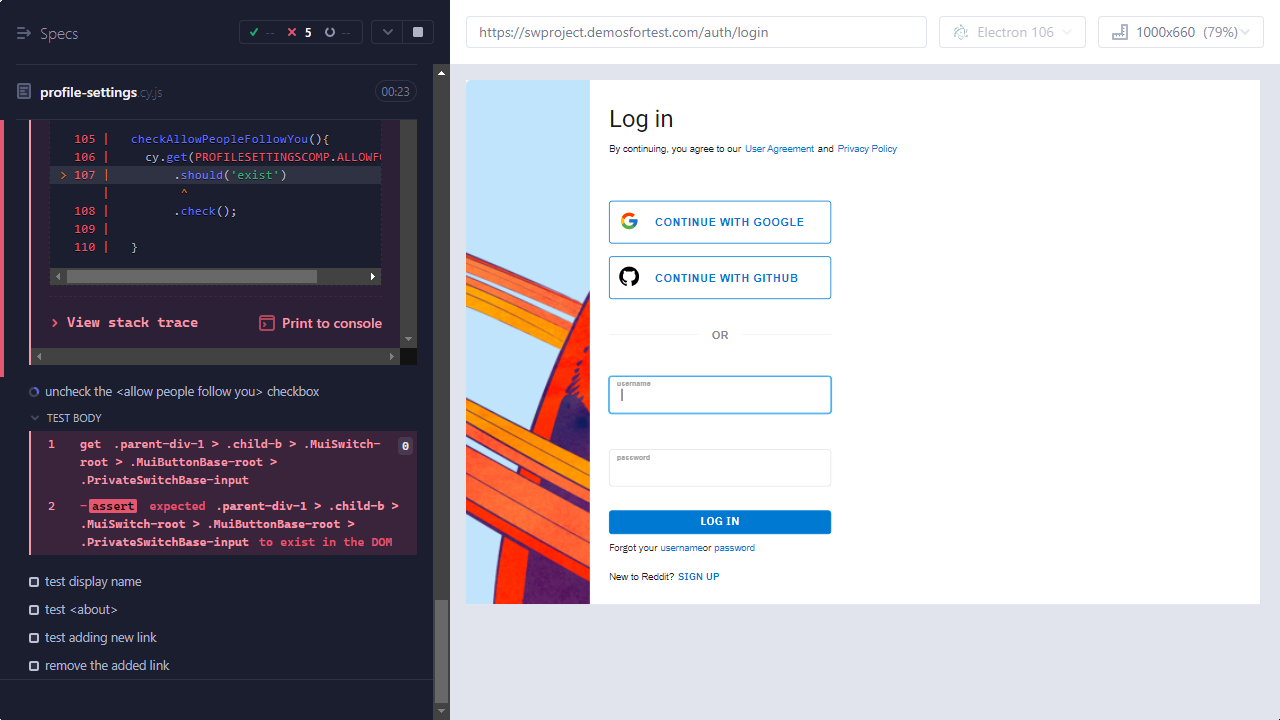 Specs
-- 5 --
profile-settings.cy.js
00:23
105 | checkAllowPeopleFollowYou(){
106 | cy.get(PROFILESETTINGSCOMP.ALLOWFO
> 107 | .should('exist')
| ^
108 | .check();
109 |
110 | }
> View stack trace
Print to console
uncheck the <allow people follow you> checkbox
TEST BODY
1 get .parent-div-1 > .child-b > .MuiSwitch-
root > .MuiButtonBase-root >
.PrivateSwitchBase-input
0
2 -assert expected .parent-div-1 > .child-b >
.MuiSwitch-root > .MuiButtonBase-root >
.PrivateSwitchBase-input to exist in the DOM
test display name
test <about>
test adding new link
remove the added link
https://swproject.demosfortest.com/auth/login
Electron 106
1000x660 (79%)
Log in
By continuing, you agree to our User Agreement and Privacy Policy
CONTINUE WITH GOOGLE
CONTINUE WITH GITHUB
OR
username
password
LOG IN
Forgot your usernameor password
New to Reddit? SIGN UP